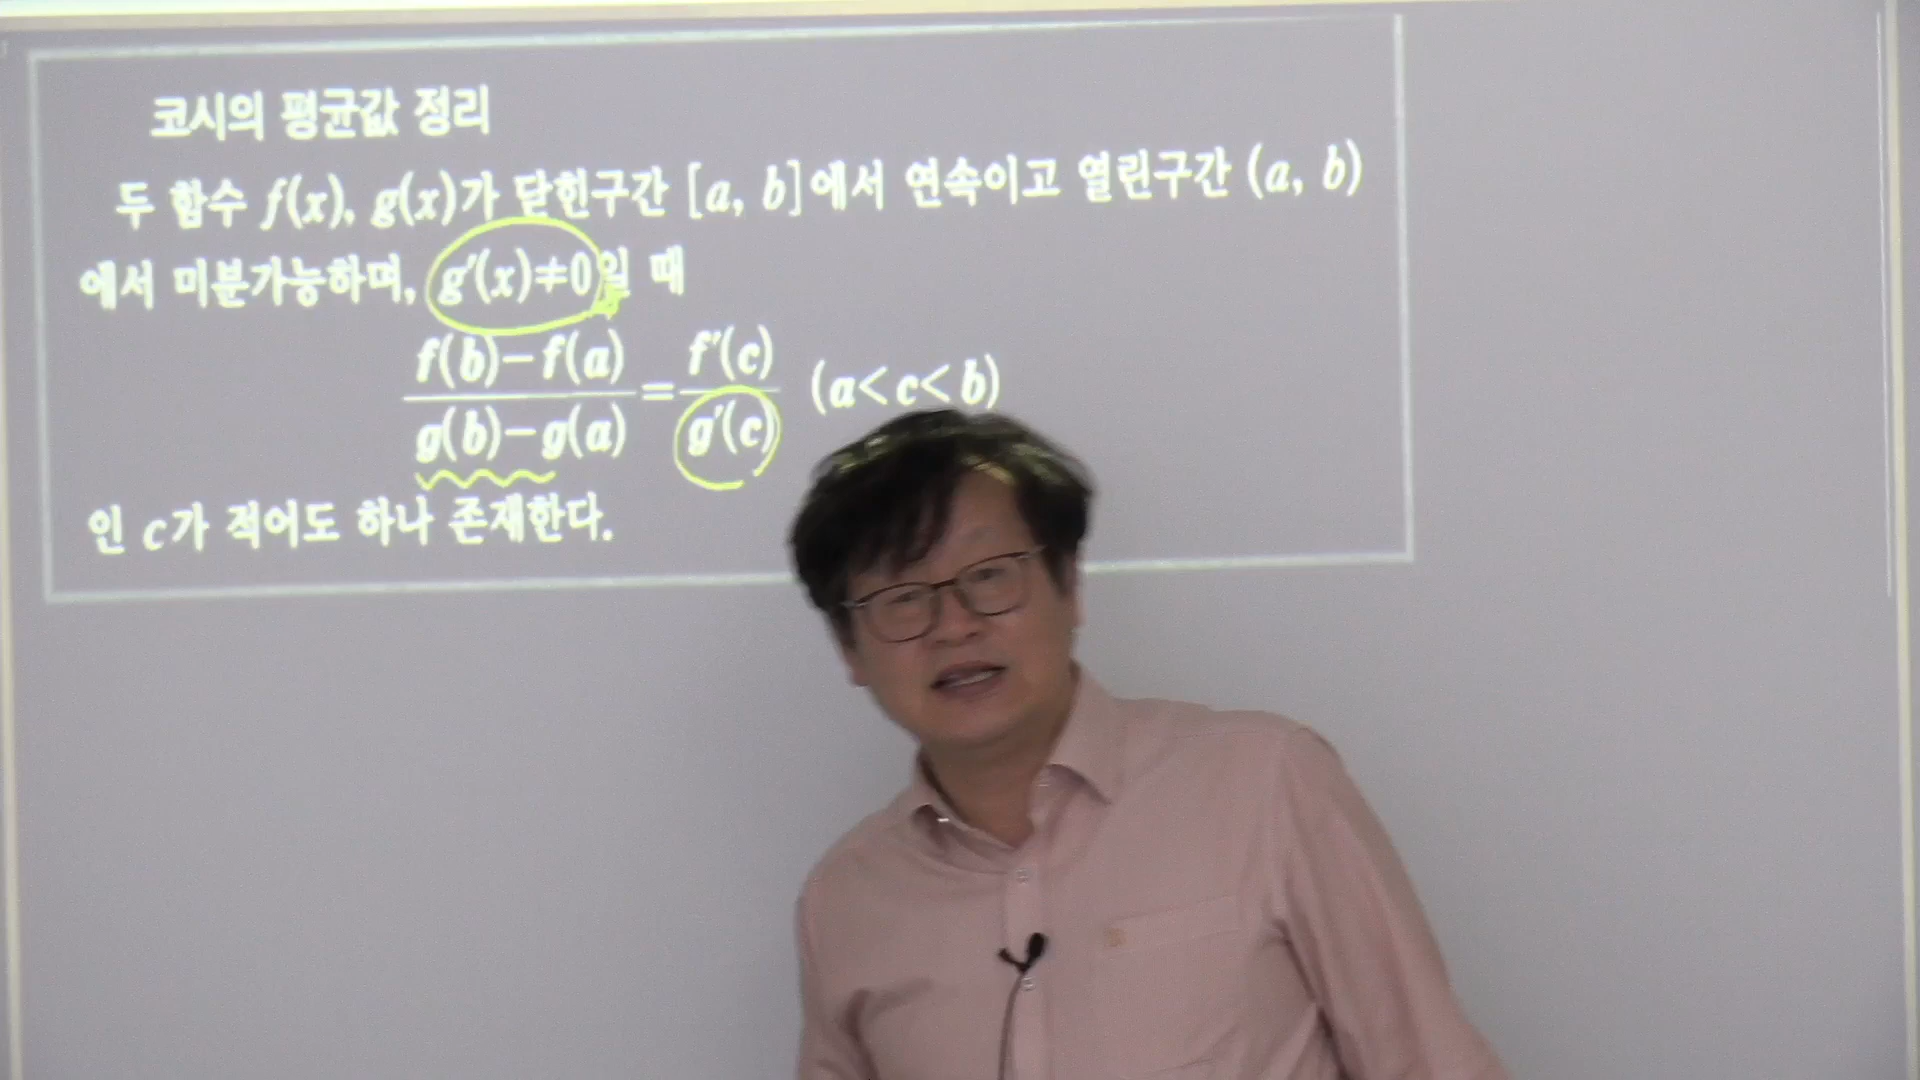 코시의 평균값 정리
두 함수 f(x), g(x)가 닫힌구간 [a, b]에서 연속이고 열린구간 (a, b)
에서 미분가능하며, g′(x)≠0일 때
f(b)−f(a) / g(b)−g(a) = f′(c) / g′(c) (a<c<b)
인 c가 적어도 하나 존재한다.